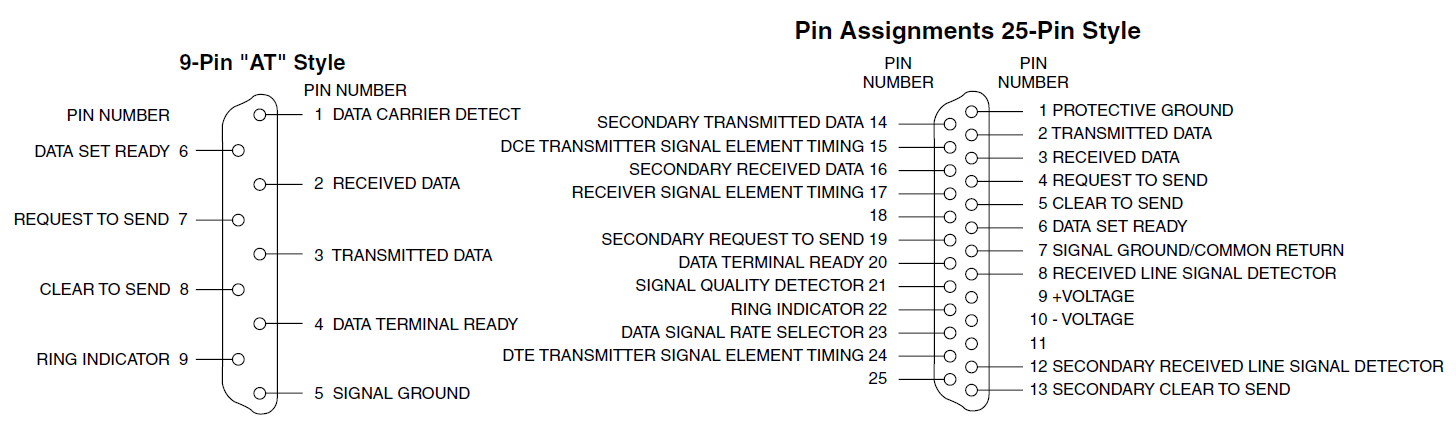 Pin Assignments 25-Pin Style
9-Pin "AT" Style
PIN NUMBER
PIN NUMBER
1 DATA CARRIER DETECT
DATA SET READY 6
2 RECEIVED DATA
REQUEST TO SEND 7
3 TRANSMITTED DATA
CLEAR TO SEND 8
4 DATA TERMINAL READY
RING INDICATOR 9
5 SIGNAL GROUND
PIN
NUMBER
PIN
NUMBER
SECONDARY TRANSMITTED DATA 14
DCE TRANSMITTER SIGNAL ELEMENT TIMING 15
SECONDARY RECEIVED DATA 16
RECEIVER SIGNAL ELEMENT TIMING 17
18
SECONDARY REQUEST TO SEND 19
DATA TERMINAL READY 20
SIGNAL QUALITY DETECTOR 21
RING INDICATOR 22
DATA SIGNAL RATE SELECTOR 23
DTE TRANSMITTER SIGNAL ELEMENT TIMING 24
25
1 PROTECTIVE GROUND
2 TRANSMITTED DATA
3 RECEIVED DATA
4 REQUEST TO SEND
5 CLEAR TO SEND
6 DATA SET READY
7 SIGNAL GROUND/COMMON RETURN
8 RECEIVED LINE SIGNAL DETECTOR
9 +VOLTAGE
10 - VOLTAGE
11
12 SECONDARY RECEIVED LINE SIGNAL DETECTOR
13 SECONDARY CLEAR TO SEND